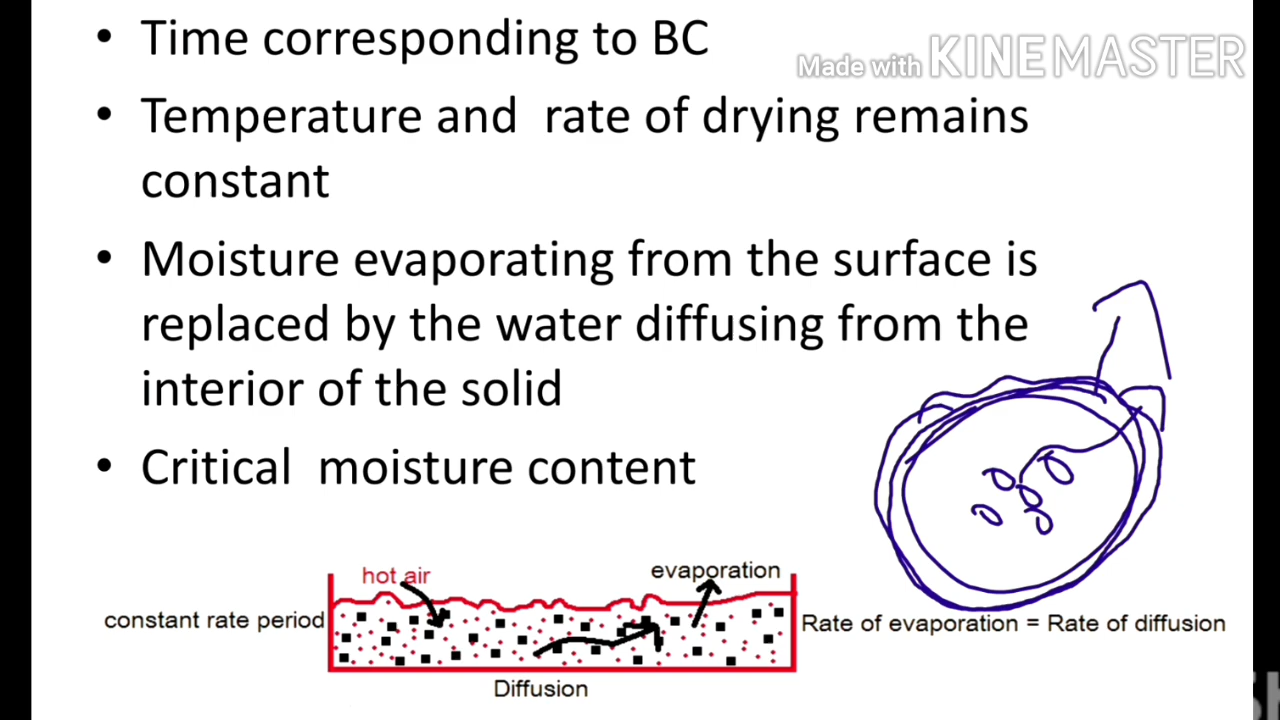 • Time corresponding to BC
Made with KINEMASTER
• Temperature and rate of drying remains
constant
• Moisture evaporating from the surface is
replaced by the water diffusing from the
interior of the solid
• Critical moisture content
hot air
evaporation
constant rate period
Rate of evaporation = Rate of diffusion
Diffusion